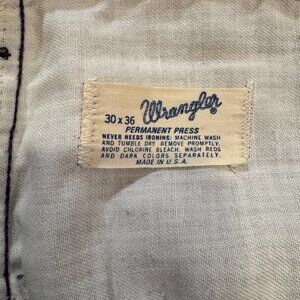 Wrangler
30 x 36
PERMANENT PRESS
NEVER NEEDS IRONING: MACHINE WASH
AND TUMBLE DRY. REMOVE PROMPTLY.
AVOID CHLORINE BLEACH. WASH REDS
AND DARK COLORS SEPARATELY.
MADE IN U.S.A.